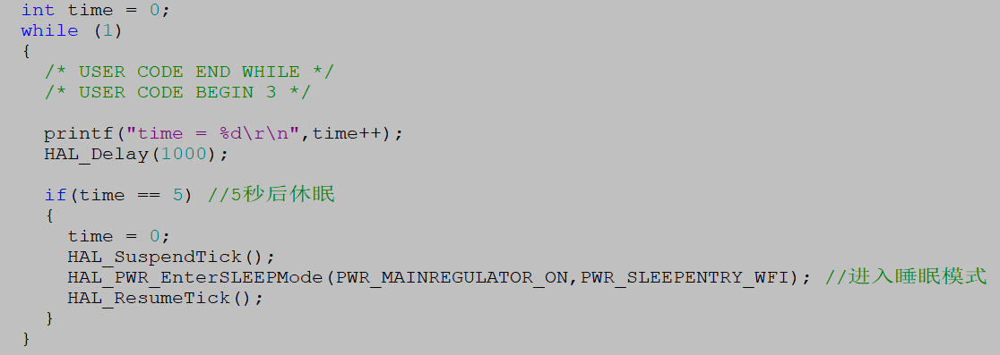 int time = 0;
while (1)
{
/* USER CODE END WHILE */
/* USER CODE BEGIN 3 */
printf("time = %d\r\n",time++);
HAL_Delay(1000);
if(time == 5) //5秒后休眠
{
time = 0;
HAL_SuspendTick();
HAL_PWR_EnterSLEEPMode(PWR_MAINREGULATOR_ON,PWR_SLEEPENTRY_WFI); //进入睡眠模式
HAL_ResumeTick();
}
}